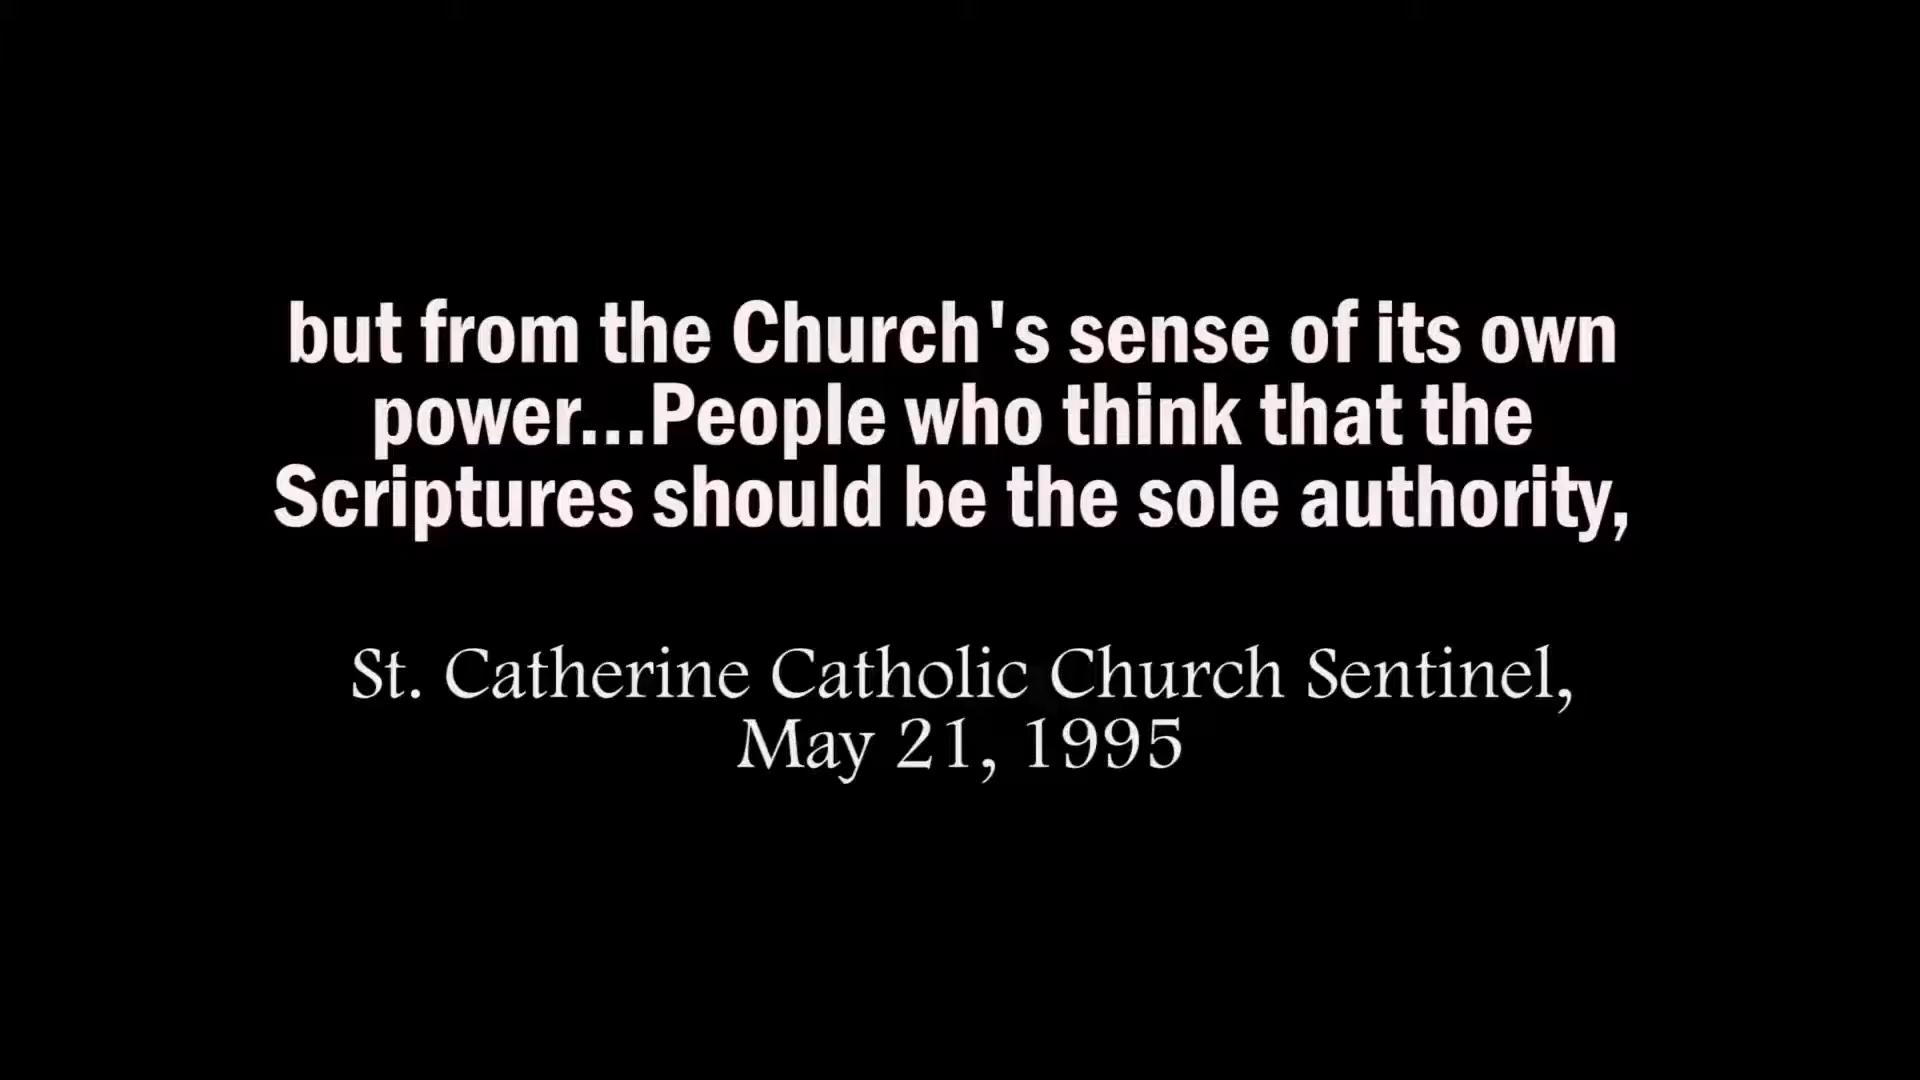 but from the Church's sense of its own
power...People who think that the
Scriptures should be the sole authority,
St. Catherine Catholic Church Sentinel,
May 21, 1995